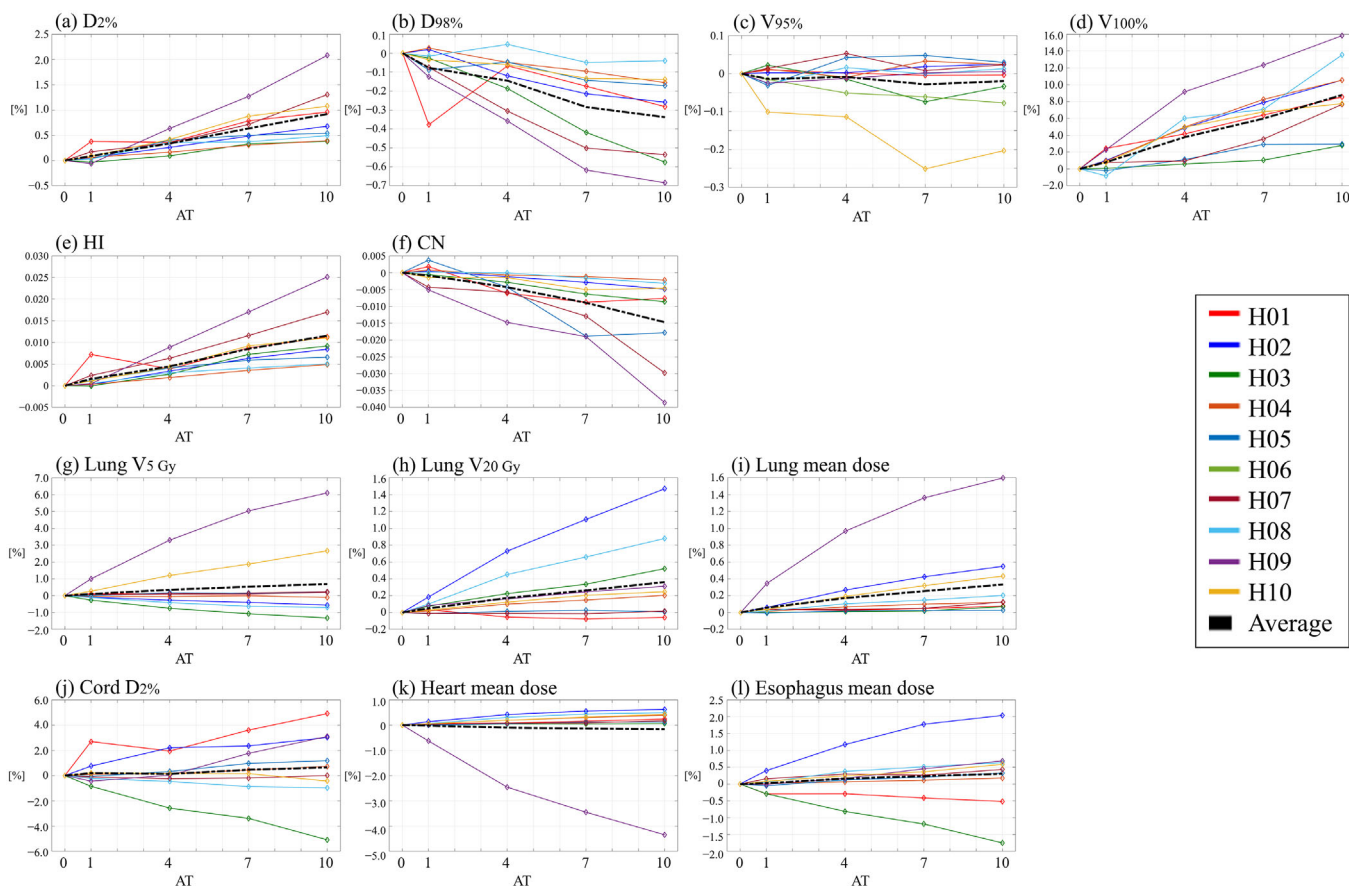 (a) D2% (b) D98% (c) V95% (d) V100%
2.5 0.1 0.1 16.0
2.0 0 14.0
1.5 −0.1 0 12.0
1.0 −0.2 10.0
[%] [%] −0.3 [%] −0.1 [%] 8.0
0.5 −0.4 6.0
0 −0.5 −0.2 4.0
−0.6 2.0
−0.5 −0.7 −0.3 0
−2.0
0 1 4 7 10 0 1 4 7 10 0 1 4 7 10 0 1 4 7 10
AT AT AT AT
(e) HI (f) CN
0.030 0.005
0.025 0
0.020 −0.005
0.015 −0.010
0.010 −0.015
0.005 −0.020
0 −0.025
−0.005 −0.030
−0.035
−0.040
0 1 4 7 10 0 1 4 7 10
AT AT
H01
H02
H03
H04
H05
H06
H07
H08
H09
H10
Average
(g) Lung V5 Gy (h) Lung V20 Gy (i) Lung mean dose
7.0 1.6 1.6
6.0 1.4 1.4
5.0 1.2 1.2
4.0 1.0 1.0
[%] 3.0 [%] 0.8 [%] 0.8
2.0 0.6 0.6
1.0 0.4 0.4
0 0.2 0.2
−1.0 0 0
−2.0 −0.2 −0.2
0 1 4 7 10 0 1 4 7 10 0 1 4 7 10
AT AT AT
(j) Cord D2% (k) Heart mean dose (l) Esophagus mean dose
6.0 1.0 2.5
4.0 0 2.0
2.0 −1.0 1.5
[%] 0 [%] −2.0 [%] 1.0
−2.0 −3.0 0.5
−4.0 −4.0 0
−6.0 −5.0 −0.5
−1.0
−1.5
−2.0
0 1 4 7 10 0 1 4 7 10 0 1 4 7 10
AT AT AT